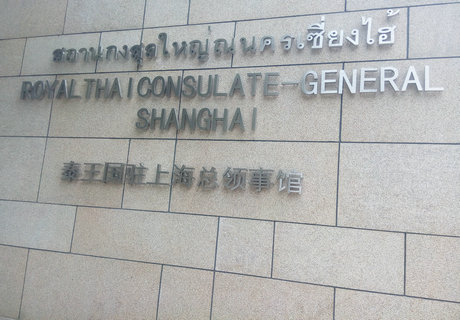 สถานกงสุลใหญ่ณนครเซี่ยงไฮ้
ROYAL THAI CONSULATE-GENERAL
SHANGHAI
泰王国驻上海总领事馆